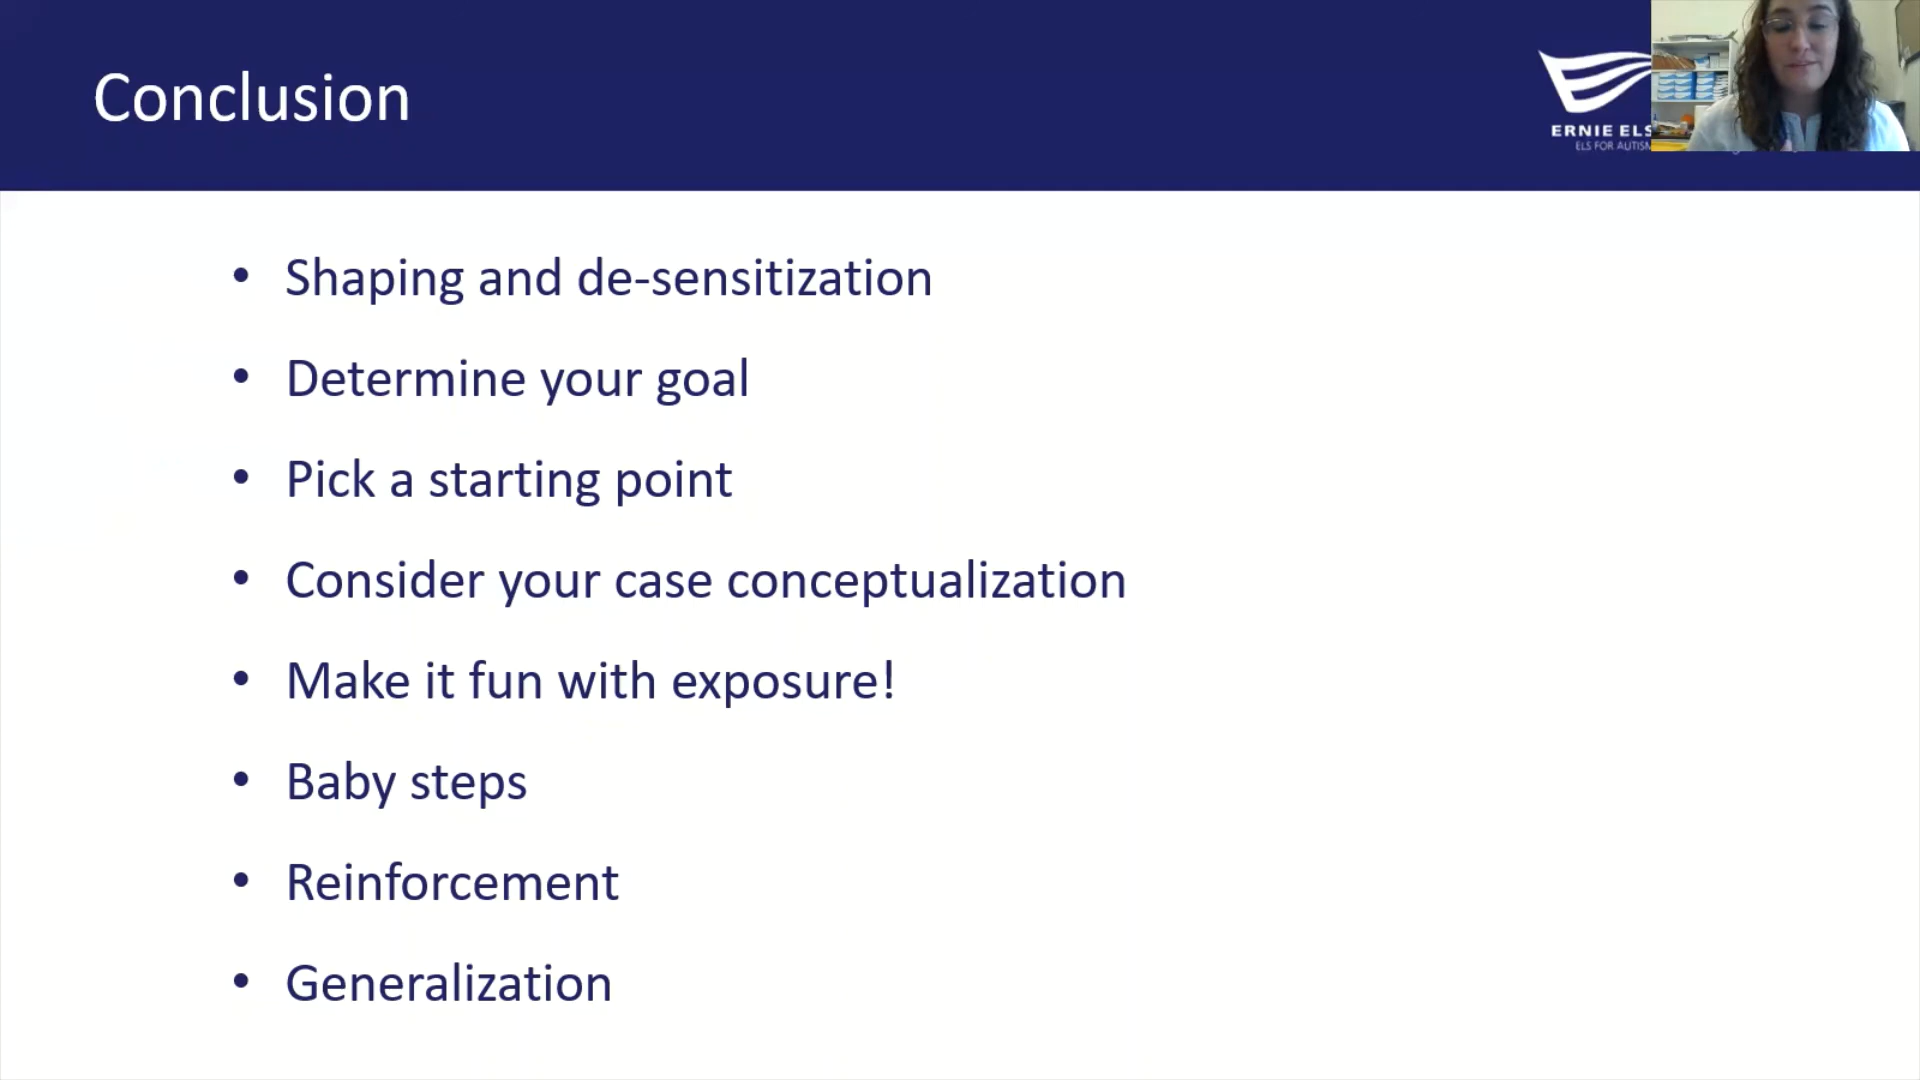 Conclusion
ERNIE ELS
ELS FOR AUTISM
• Shaping and de-sensitization
• Determine your goal
• Pick a starting point
• Consider your case conceptualization
• Make it fun with exposure!
• Baby steps
• Reinforcement
• Generalization